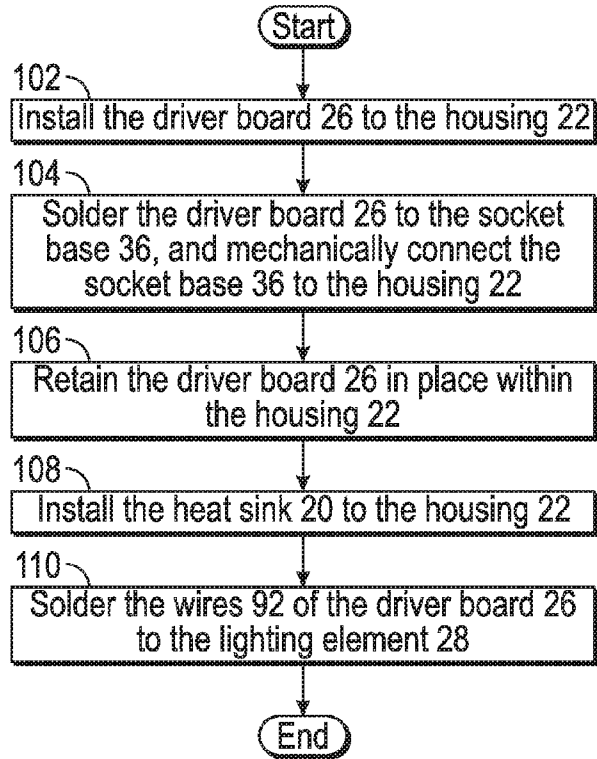 Start
102
Install the driver board 26 to the housing 22
104
Solder the driver board 26 to the socket
base 36, and mechanically connect the
socket base 36 to the housing 22
106
Retain the driver board 26 in place within
the housing 22
108
Install the heat sink 20 to the housing 22
110
Solder the wires 92 of the driver board 26
to the lighting element 28
End